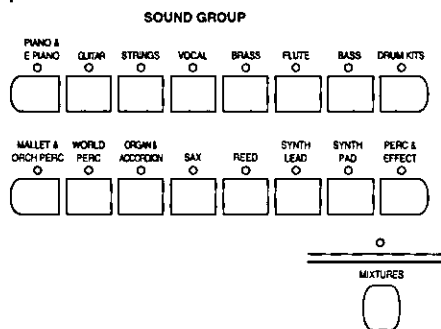 SOUND GROUP
PIANO & E PIANO
GUITAR
STRINGS
VOCAL
BRASS
FLUTE
BASS
DRUM KITS
MALLET & ORCH PERC
WORLD PERC
ORGAN & ACCORDION
SAX
REED
SYNTH LEAD
SYNTH PAD
PERC & EFFECT
MIXTURES